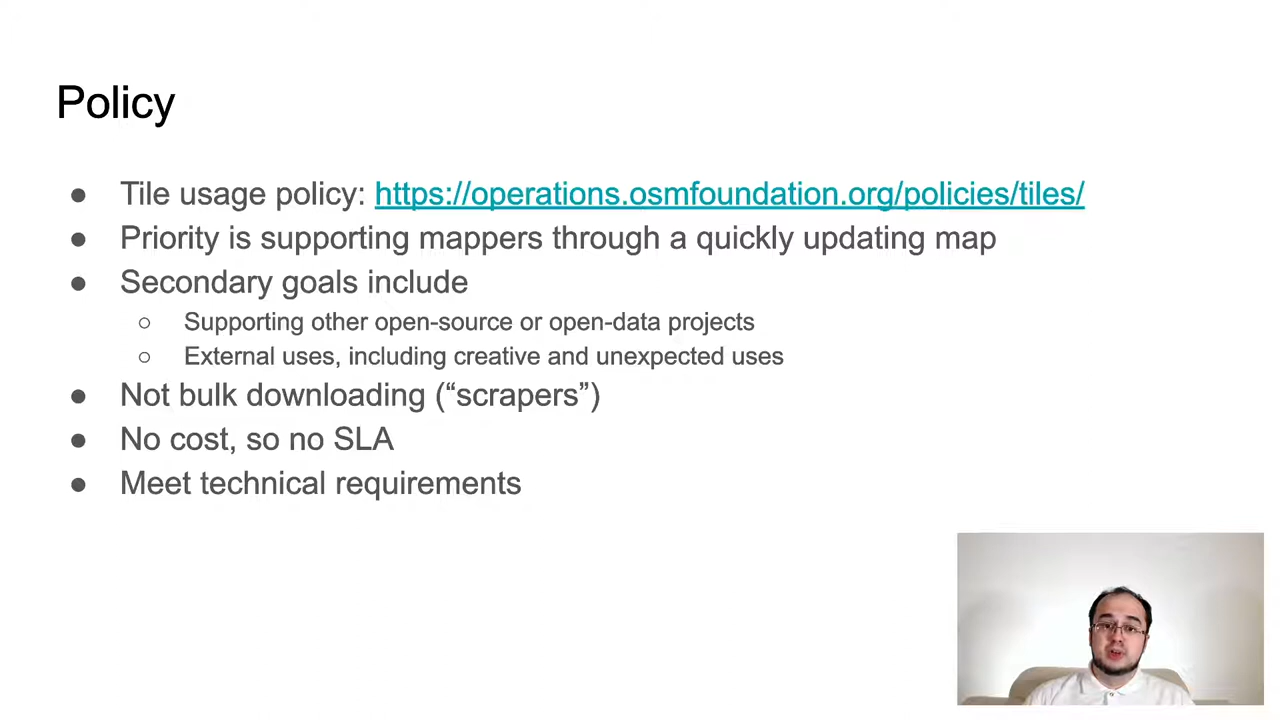 Policy
● Tile usage policy: https://operations.osmfoundation.org/policies/tiles/
● Priority is supporting mappers through a quickly updating map
● Secondary goals include
○ Supporting other open-source or open-data projects
○ External uses, including creative and unexpected uses
● Not bulk downloading (“scrapers”)
● No cost, so no SLA
● Meet technical requirements